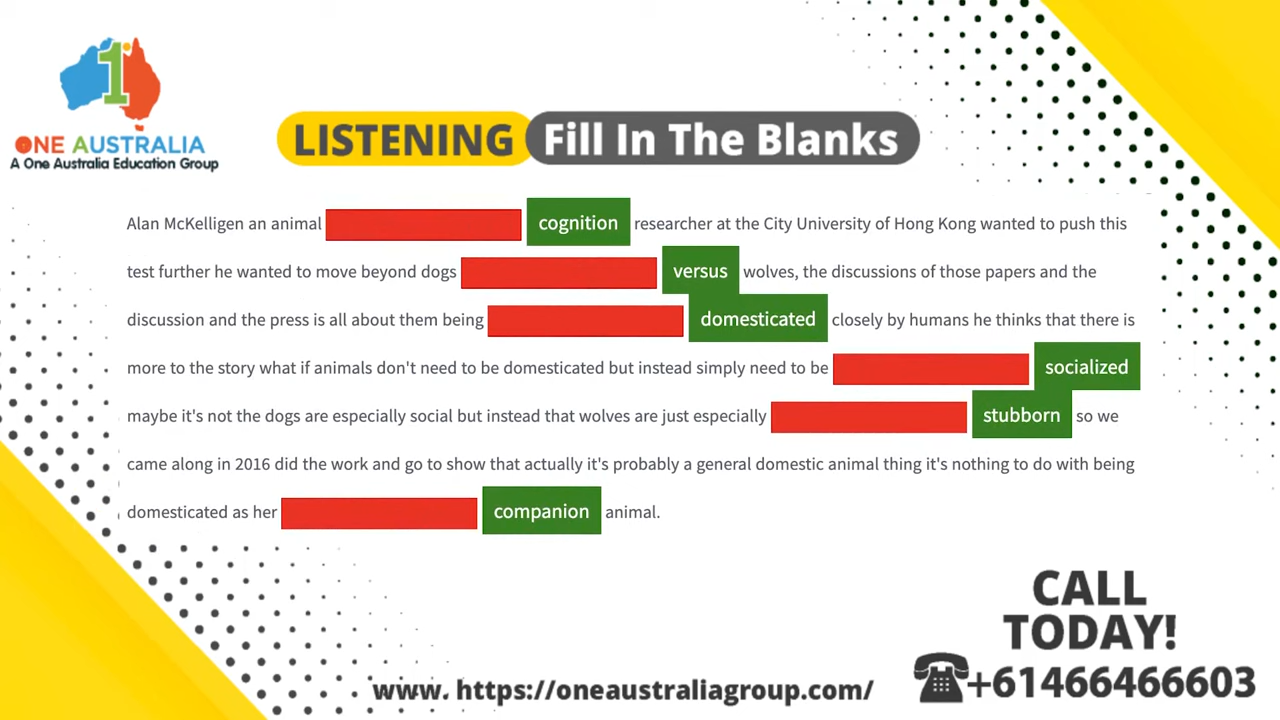 1
ONE AUSTRALIA
A One Australia Education Group
LISTENING Fill In The Blanks
Alan McKelligen an animal cognition researcher at the City University of Hong Kong wanted to push this
test further he wanted to move beyond dogs versus wolves, the discussions of those papers and the
discussion and the press is all about them being domesticated closely by humans he thinks that there is
more to the story what if animals don't need to be domesticated but instead simply need to be socialized
maybe it's not the dogs are especially social but instead that wolves are just especially stubborn so we
came along in 2016 did the work and go to show that actually it's probably a general domestic animal thing it's nothing to do with being
domesticated as her companion animal.
CALL
TODAY!
+61466466603
www. https://oneaustraliagroup.com/